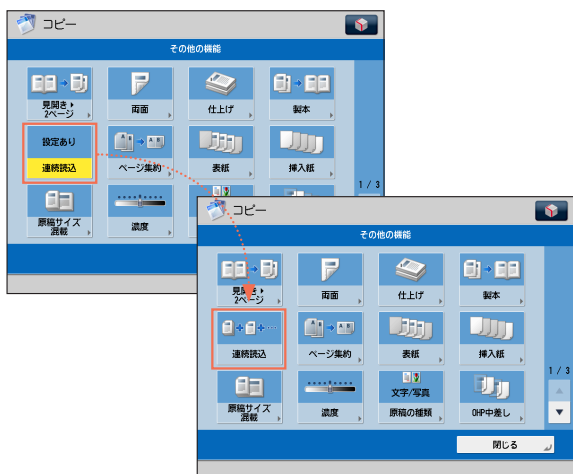 コピー
その他の機能
見開き▶
2ページ
両面
仕上げ
製本
設定あり
連続読込
ページ集約
表紙
挿入紙
1 / 3
原稿サイズ
混載
濃度
コピー
その他の機能
見開き▶
2ページ
両面
仕上げ
製本
連続読込
ページ集約
表紙
挿入紙
1 / 3
原稿サイズ
混載
濃度
文字/写真
原稿の種類
OHP中差し
閉じる